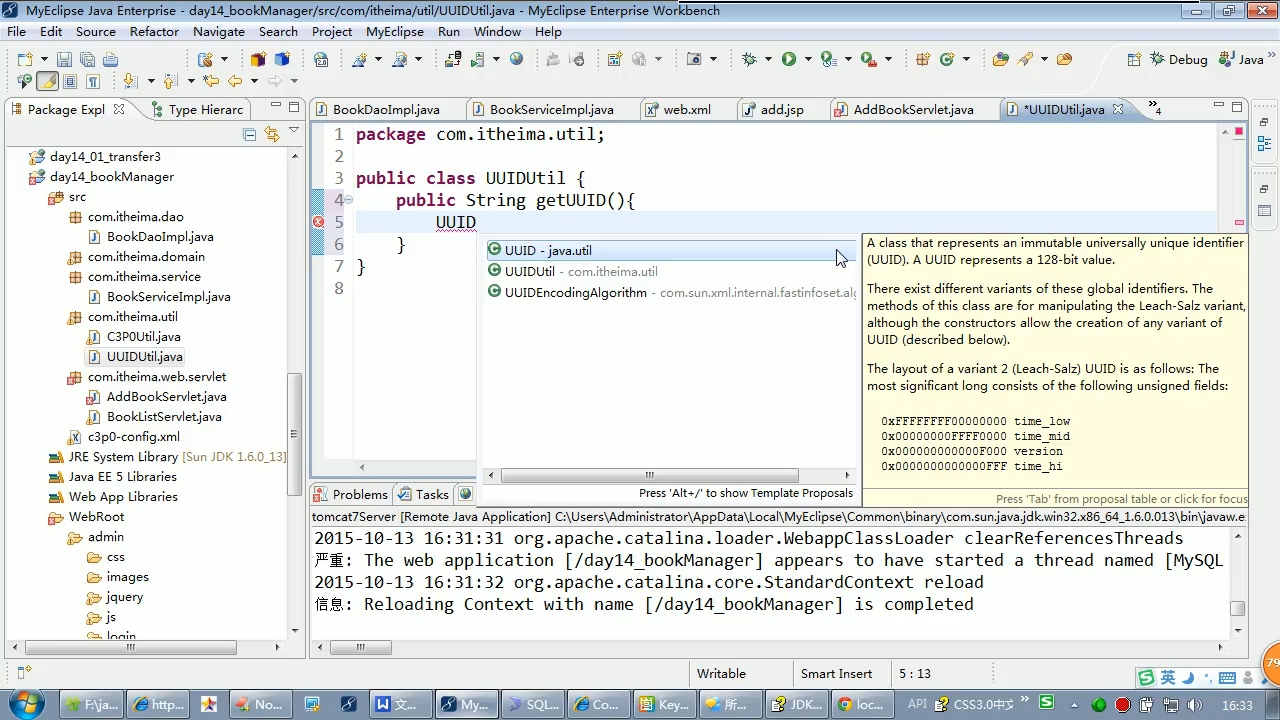 MyEclipse Java Enterprise - day14_bookManager/src/com/itheima/util/UUIDUtil.java - MyEclipse Enterprise Workbench
File Edit Source Refactor Navigate Search Project MyEclipse Run Window Help
Debug Java
Package Expl Type Hierarc
BookDaoImpl.java BookServiceImpl.java web.xml add.jsp AddBookServlet.java *UUIDUtil.java »4
day14_01_transfer3
day14_bookManager
src
com.itheima.dao
BookDaoImpl.java
com.itheima.domain
com.itheima.service
BookServiceImpl.java
com.itheima.util
C3P0Util.java
UUIDUtil.java
com.itheima.web.servlet
AddBookServlet.java
BookListServlet.java
c3p0-config.xml
JRE System Library [Sun JDK 1.6.0_13]
Java EE 5 Libraries
Web App Libraries
WebRoot
admin
css
images
jquery
js
login
1 package com.itheima.util;
2
3 public class UUIDUtil {
4 public String getUUID(){
5 UUID
6 }
7 }
8
UUID - java.util
UUIDUtil - com.itheima.util
UUIDEncodingAlgorithm - com.sun.xml.internal.fastinfoset.alg
Press 'Alt+/' to show Template Proposals
A class that represents an immutable universally unique identifier
(UUID). A UUID represents a 128-bit value.
There exist different variants of these global identifiers. The
methods of this class are for manipulating the Leach-Salz variant,
although the constructors allow the creation of any variant of
UUID (described below).
The layout of a variant 2 (Leach-Salz) UUID is as follows: The
most significant long consists of the following unsigned fields:
0xFFFFFFFF00000000 time_low
0x00000000FFFF0000 time_mid
0x000000000000F000 version
0x0000000000000FFF time_hi
Press 'Tab' from proposal table or click for focus
Problems Tasks
tomcat7Server [Remote Java Application] C:\Users\Administrator\AppData\Local\MyEclipse\Common\binary\com.sun.java.jdk.win32.x86_64_1.6.0.013\bin\javaw.e
2015-10-13 16:31:31 org.apache.catalina.loader.WebappClassLoader clearReferencesThreads
严重: The web application [/day14_bookManager] appears to have started a thread named [MySQL
2015-10-13 16:31:32 org.apache.catalina.core.StandardContext reload
信息: Reloading Context with name [/day14_bookManager] is completed
Writable Smart Insert 5 : 13
英
79
F:\ja... http... No... W 文... My... SQL... Co... Key... 所... JDK... loc... API CSS3.0中文 16:33